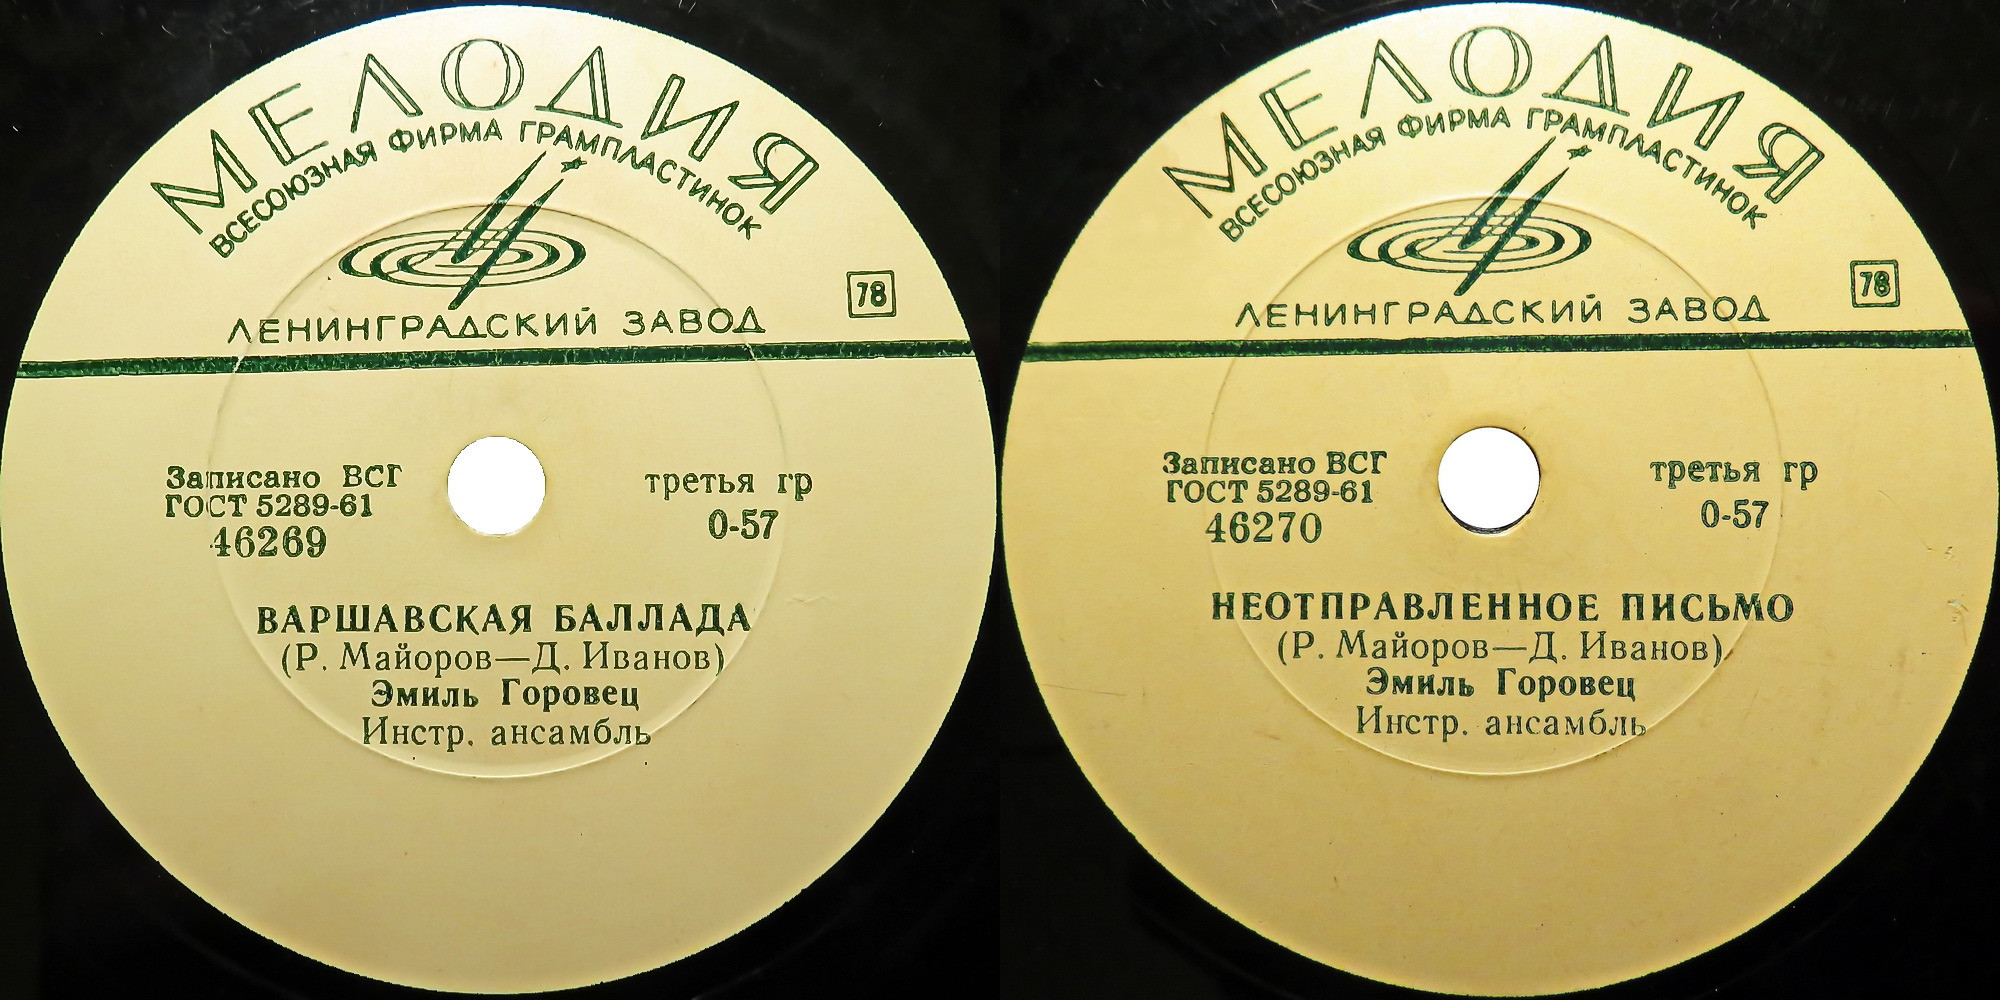 МЕЛОДИЯ
ВСЕСОЮЗНАЯ ФИРМА ГРАМПЛАСТИНОК
ЛЕНИНГРАДСКИЙ ЗАВОД
78
Записано ВСГ
ГОСТ 5289-61
46269
третья гр
0-57
ВАРШАВСКАЯ БАЛЛАДА
(Р. Майоров—Д. Иванов)
Эмиль Горовец
Инстр. ансамбль
МЕЛОДИЯ
ВСЕСОЮЗНАЯ ФИРМА ГРАМПЛАСТИНОК
ЛЕНИНГРАДСКИЙ ЗАВОД
78
Записано ВСГ
ГОСТ 5289-61
46270
третья гр
0-57
НЕОТПРАВЛЕННОЕ ПИСЬМО
(Р. Майоров—Д. Иванов)
Эмиль Горовец
Инстр. ансамбль